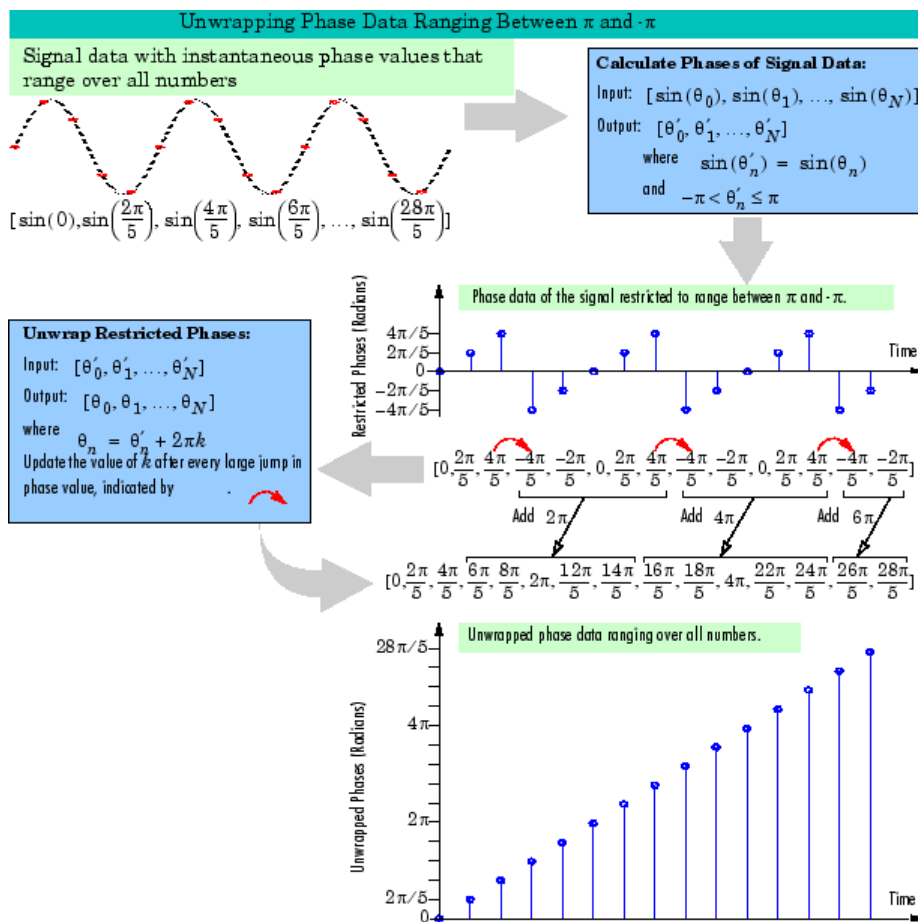 Unwrapping Phase Data Ranging Between π and -π
Signal data with instantaneous phase values that
range over all numbers
[sin(0),sin(2π/5), sin(4π/5), sin(6π/5), ..., sin(28π/5)]
Calculate Phases of Signal Data:
Input: [sin(θ₀), sin(θ₁), ..., sin(θ_N)]
Output: [θ′₀, θ′₁, ..., θ′_N]
where sin(θ′ₙ) = sin(θₙ)
and -π < θ′ₙ ≤ π
Phase data of the signal restricted to range between π and -π.
Restricted Phases (Radians)
4π/5
2π/5
0
-2π/5
-4π/5
Time
[0, 2π/5, 4π/5, -4π/5, -2π/5, 0, 2π/5, 4π/5, -4π/5, -2π/5, 0, 2π/5, 4π/5, -4π/5, -2π/5]
Add 2π Add 4π Add 6π
[0, 2π/5, 4π/5, 6π/5, 8π/5, 2π, 12π/5, 14π/5, 16π/5, 18π/5, 4π, 22π/5, 24π/5, 26π/5, 28π/5]
Unwrap Restricted Phases:
Input: [θ′₀, θ′₁, ..., θ′_N]
Output: [θ₀, θ₁, ..., θ_N]
where
θₙ = θ′ₙ + 2πk
Update the value of k after every large jump in
phase value, indicated by .
Unwrapped phase data ranging over all numbers.
Unwrapped Phases (Radians)
28π/5
4π
2π
2π/5
0
Time